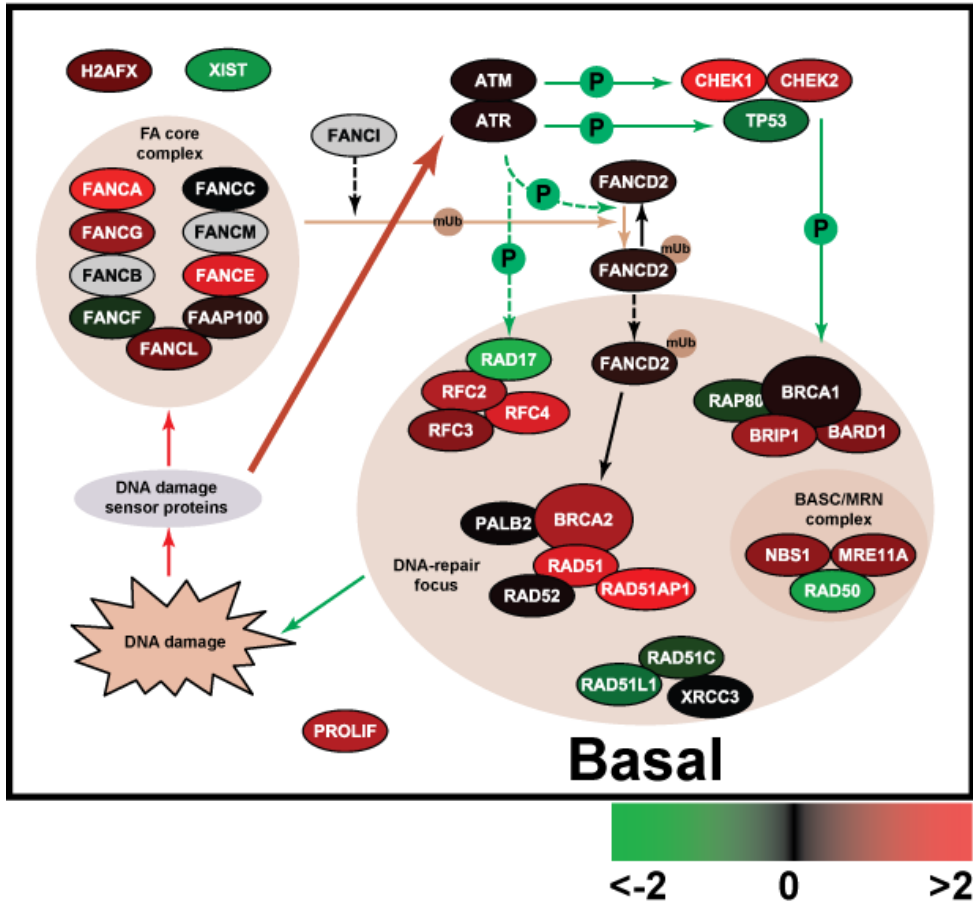 H2AFX
XIST
FA core
complex
FANCA
FANCC
FANCG
FANCM
FANCB
FANCE
FANCF
FAAP100
FANCL
FANCI
mUb
ATM
ATR
P
P
P
P
CHEK1
CHEK2
TP53
P
FANCD2
mUb
FANCD2
mUb
FANCD2
RAD17
RFC2
RFC4
RFC3
RAP80
BRCA1
BRIP1
BARD1
BASC/MRN
complex
NBS1
MRE11A
RAD50
PALB2
BRCA2
RAD51
RAD52
RAD51AP1
DNA-repair
focus
RAD51C
RAD51L1
XRCC3
DNA damage
sensor proteins
DNA damage
PROLIF
Basal
<-2 0 >2